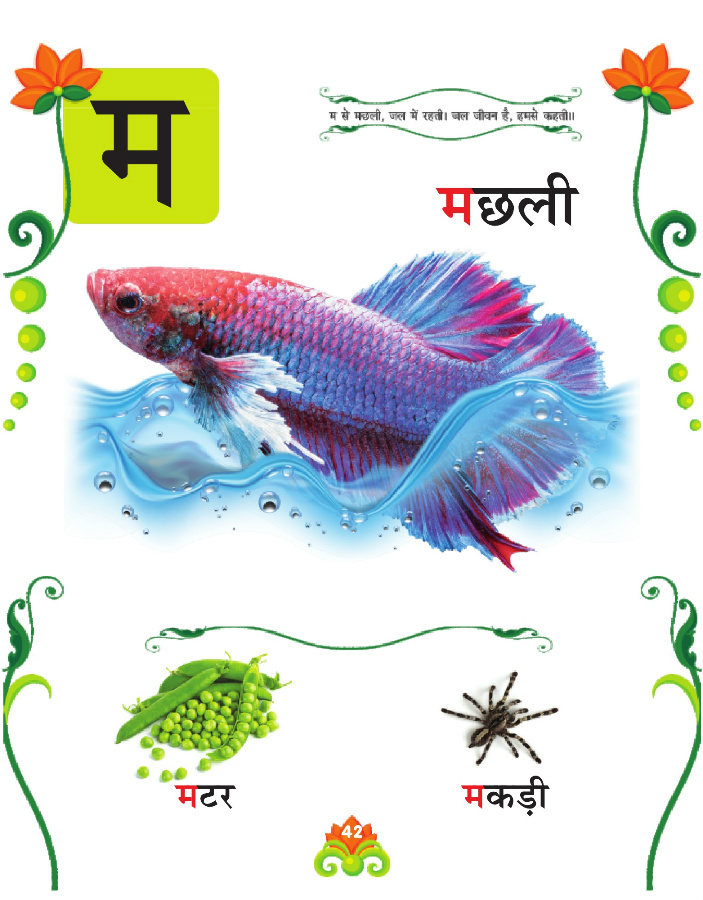 म
म से मछली, जल में रहती। जल जीवन है, हमसे कहती॥
मछली
मटर
मकड़ी
42